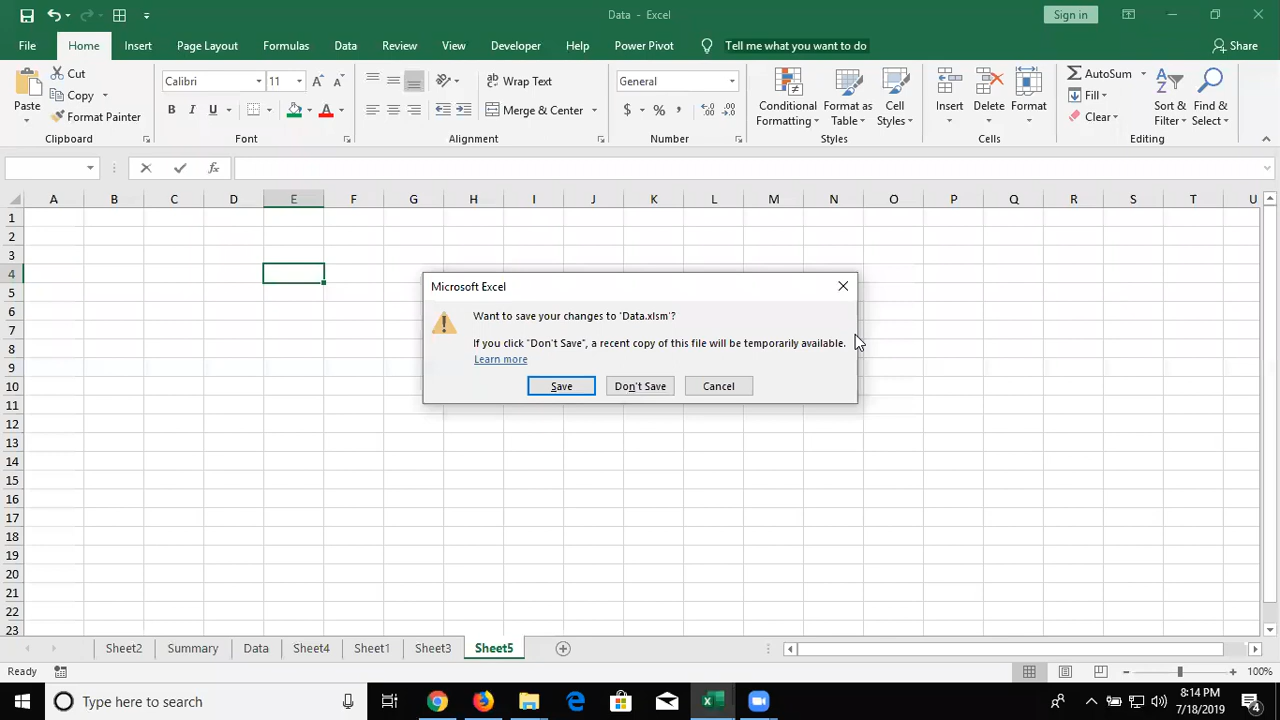 Data - Excel
Sign in
File Home Insert Page Layout Formulas Data Review View Developer Help Power Pivot Tell me what you want to do Share
Paste
Cut
Copy
Format Painter
Clipboard
Calibri 11
B I U A
Font
Wrap Text
Merge & Center
Alignment
General
$ % ,
Number
Conditional Formatting
Format as Table
Cell Styles
Styles
Insert Delete Format
Cells
AutoSum
Fill
Clear
Sort & Filter
Find & Select
Editing
fx
A B C D E F G H I J K L M N O P Q R S T U
1
2
3
4
5
6
7
8
9
10
11
12
13
14
15
16
17
18
19
20
21
22
23
Microsoft Excel
Want to save your changes to 'Data.xlsm'?
If you click "Don't Save", a recent copy of this file will be temporarily available.
Learn more
Save Don't Save Cancel
Sheet2 Summary Data Sheet4 Sheet1 Sheet3 Sheet5
Ready 100%
Type here to search
8:14 PM
7/18/2019
4